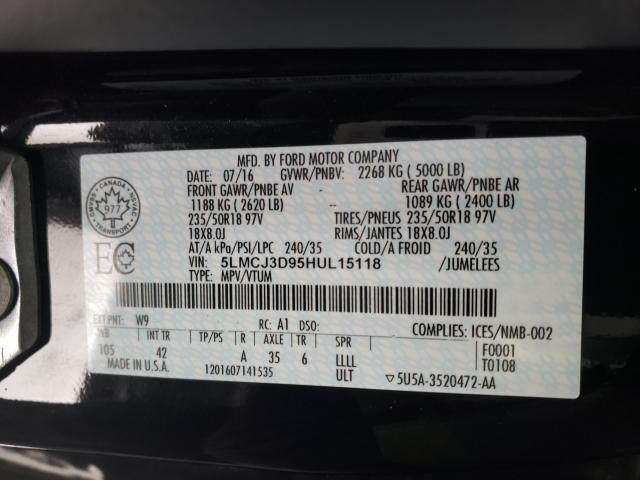 MFD. BY FORD MOTOR COMPANY
DATE: 07/16 GVWR/PNBV: 2268 KG ( 5000 LB)
FRONT GAWR/PNBE AV REAR GAWR/PNBE AR
1188 KG ( 2620 LB) 1089 KG ( 2400 LB)
235/50R18 97V TIRES/PNEUS 235/50R18 97V
18X8.0J RIMS/JANTES 18X8.0J
AT/A kPa/PSI/LPC 240/35 COLD/A FROID 240/35
VIN: 5LMCJ3D95HUL15118 /JUMELEES
TYPE: MPV/VTUM
CANADA
977
TRANSPORT
EC
EXT PNT: W9 RC: A1 DSO: COMPLIES: ICES/NMB-002
WB INT TR TP/PS R AXLE TR SPR F0001
105 42 A 35 6 LLLL T0108
MADE IN U.S.A. 1201607141535 ULT ▽5U5A-3520472-AA